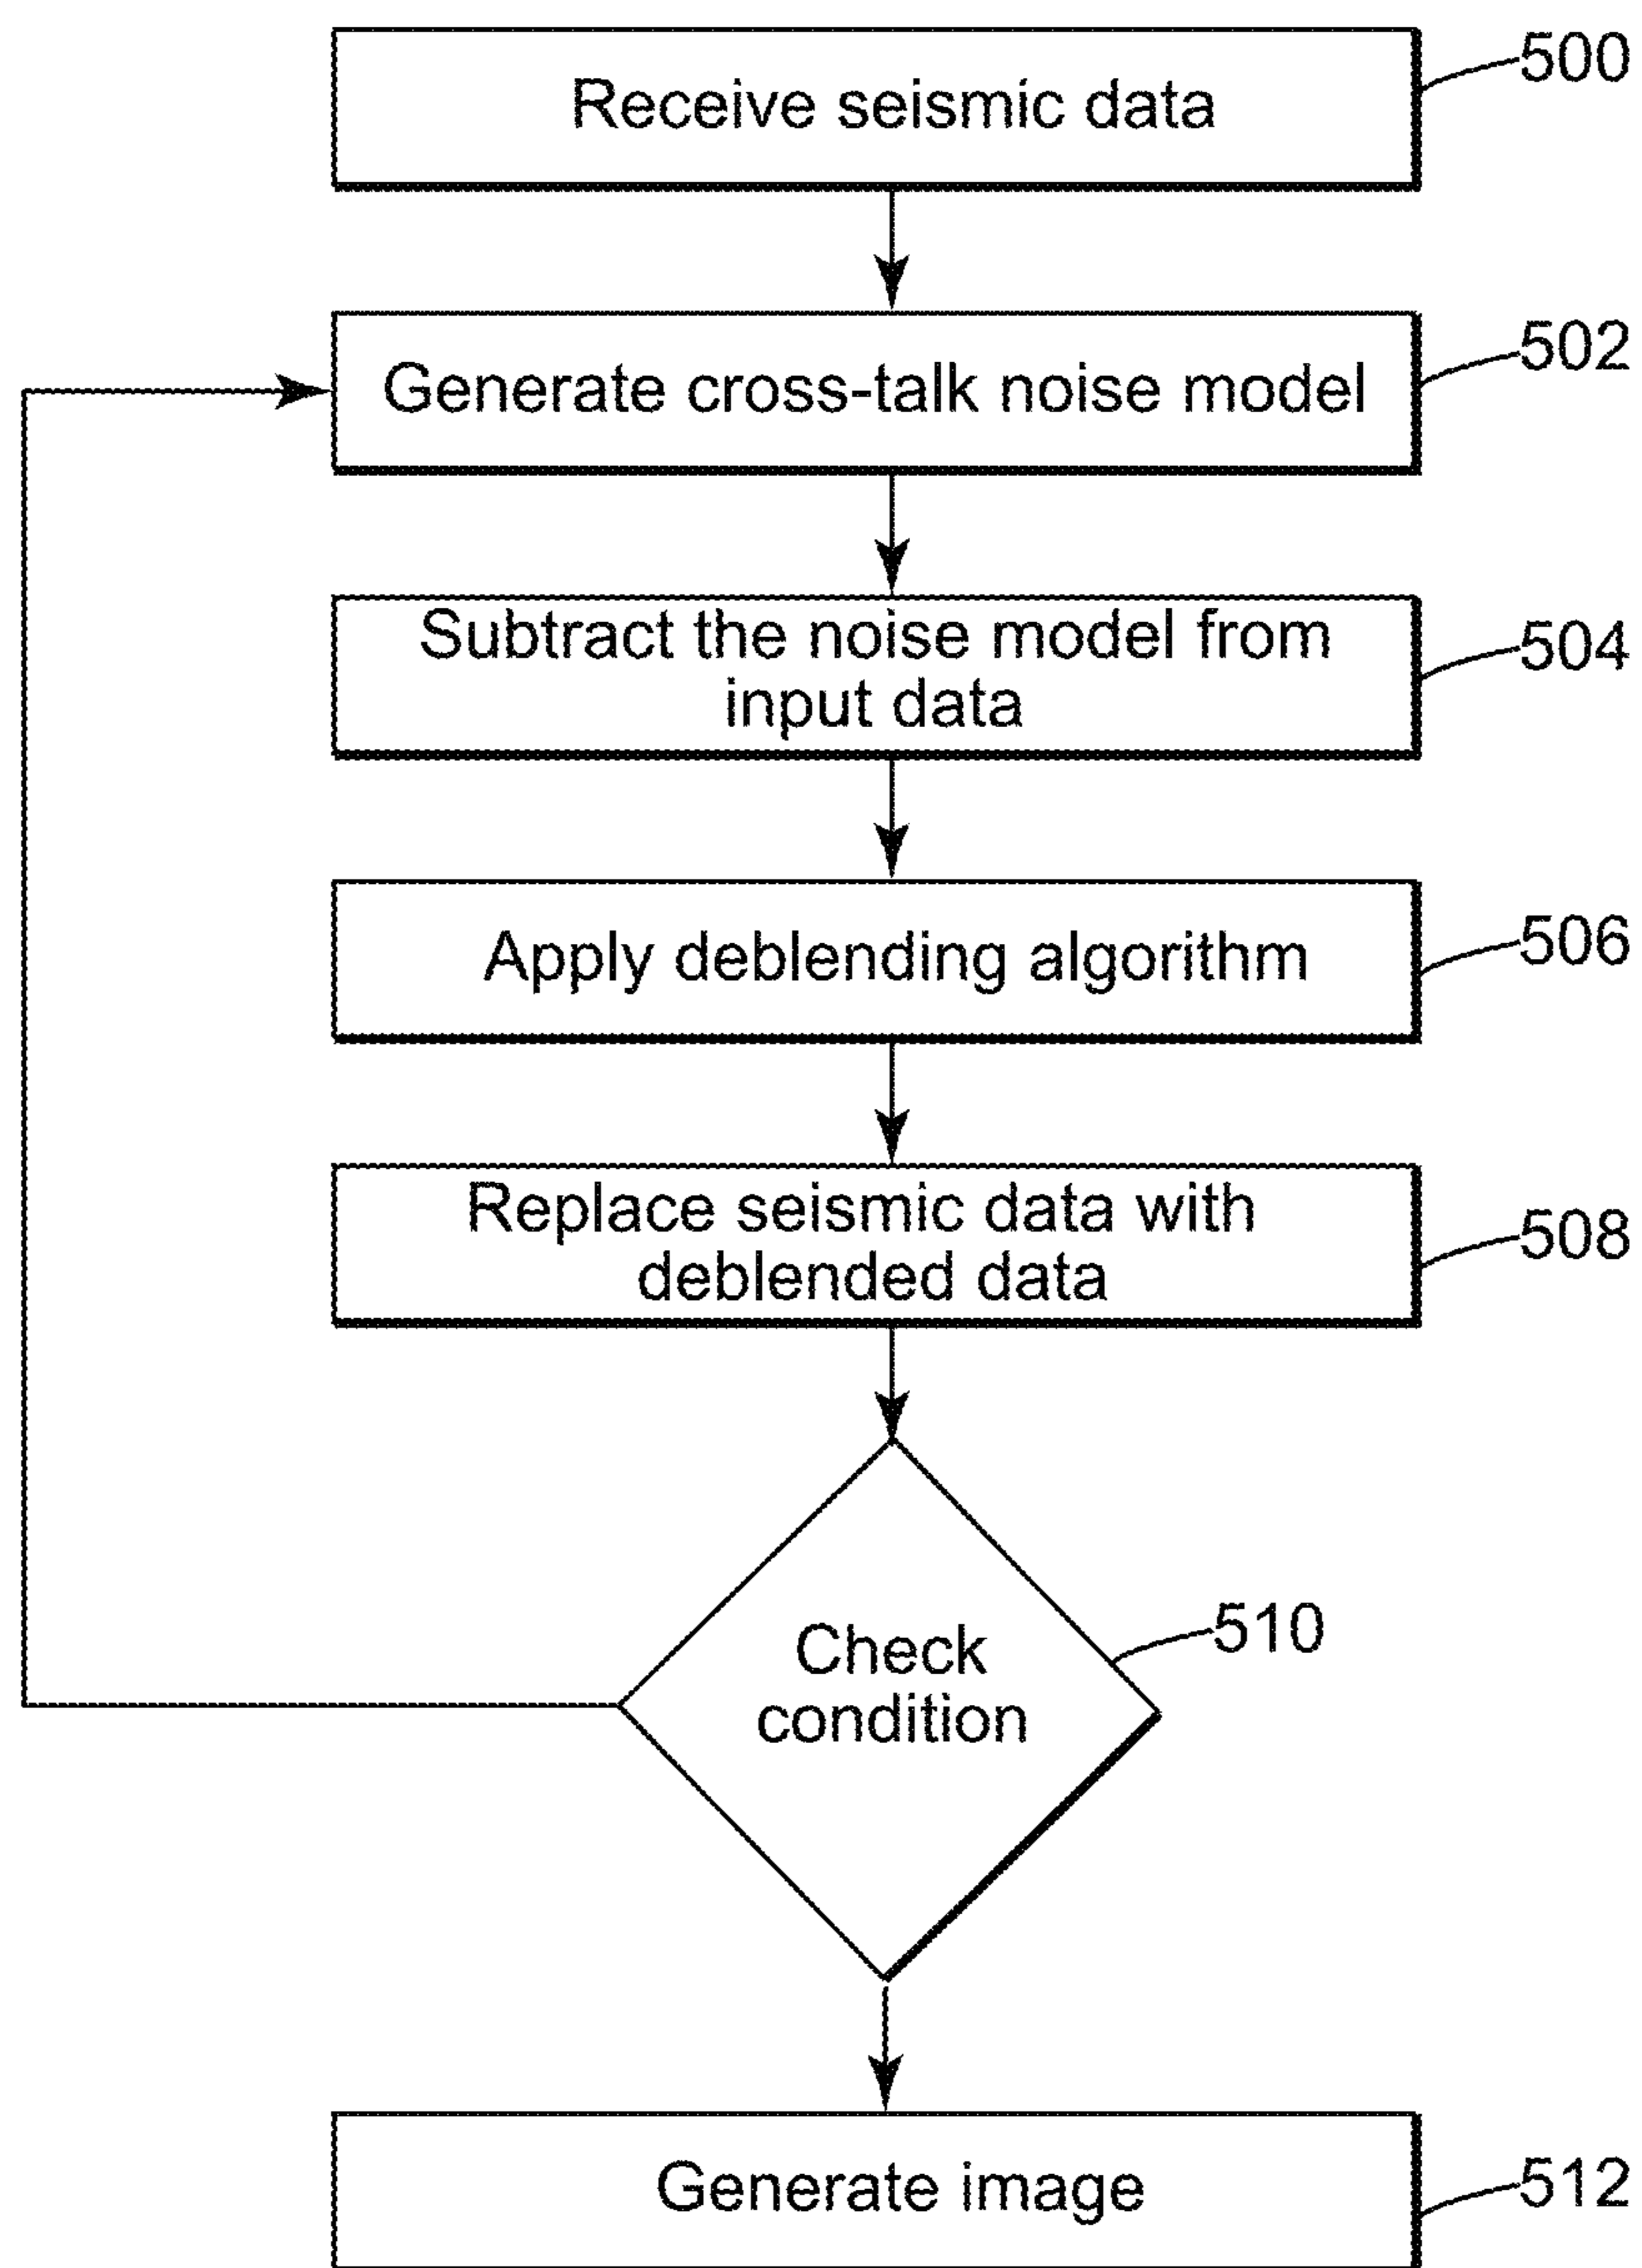 Receive seismic data
500
Generate cross-talk noise model
502
Subtract the noise model from
input data
504
Apply deblending algorithm
506
Replace seismic data with
deblended data
508
Check
condition
510
Generate image
512